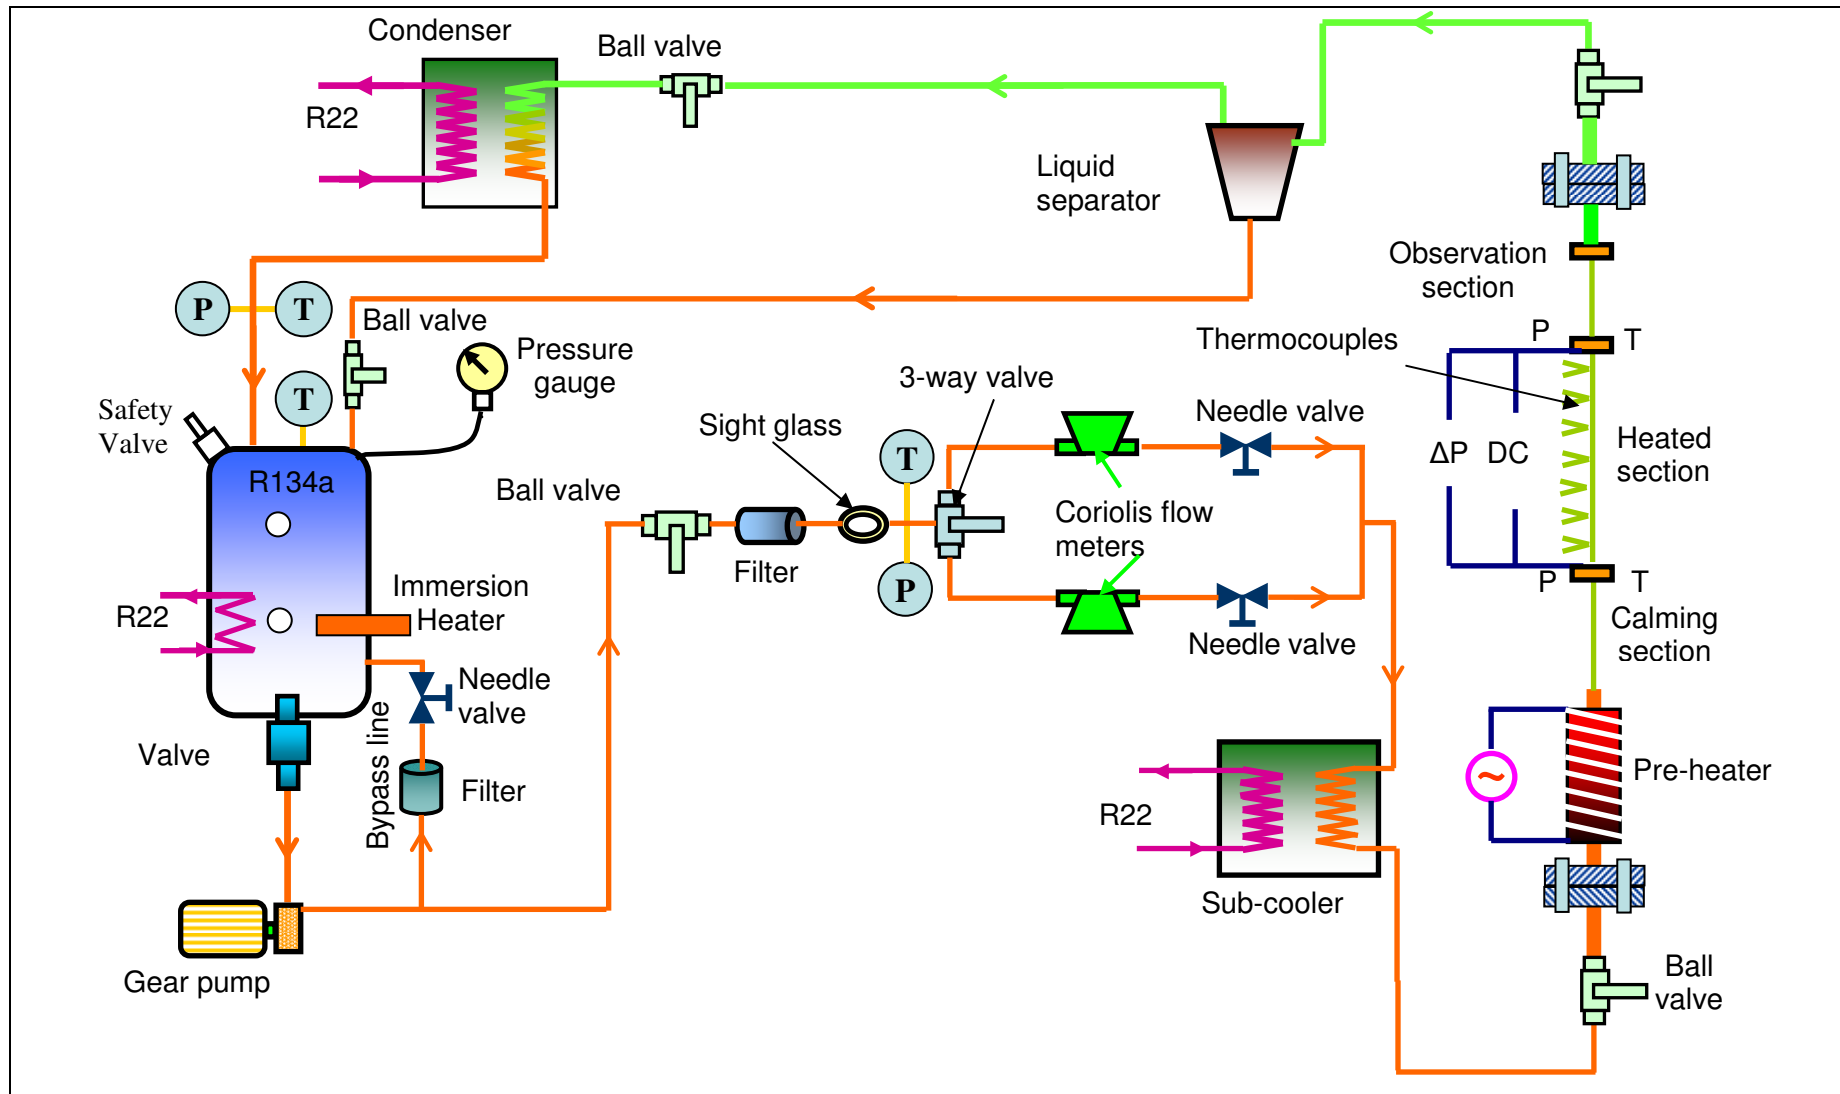 Condenser
Ball valve
R22
Liquid
separator
Observation
section
P
T
Ball valve
Pressure
gauge
T
Safety
Valve
R134a
Thermocouples
P
T
3-way valve
Needle valve
Sight glass
T
ΔP
DC
Heated
section
Ball valve
Coriolis flow
meters
Filter
P
P
T
Immersion
Heater
R22
Needle valve
Calming
section
Needle
valve
Valve
Bypass line
Filter
R22
~
Pre-heater
Sub-cooler
Gear pump
Ball
valve